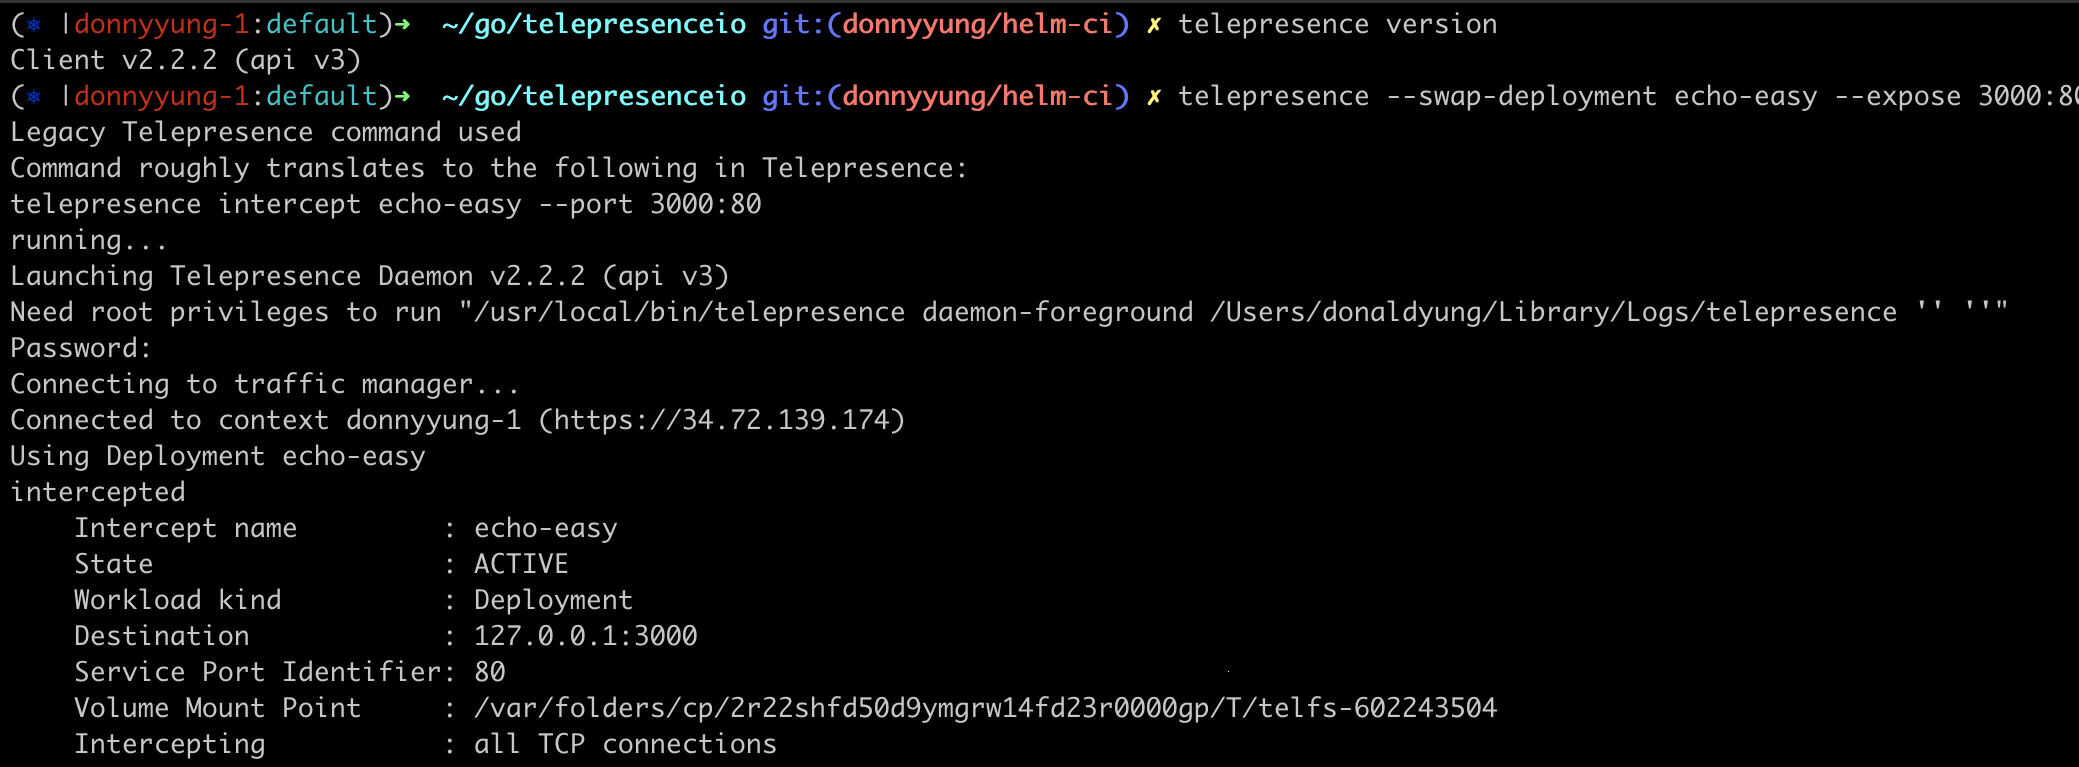 (⎈ |donnyyung-1:default)➜  ~/go/telepresenceio git:(donnyyung/helm-ci) ✗ telepresence version
Client v2.2.2 (api v3)
(⎈ |donnyyung-1:default)➜  ~/go/telepresenceio git:(donnyyung/helm-ci) ✗ telepresence --swap-deployment echo-easy --expose 3000:80
Legacy Telepresence command used
Command roughly translates to the following in Telepresence:
telepresence intercept echo-easy --port 3000:80
running...
Launching Telepresence Daemon v2.2.2 (api v3)
Need root privileges to run "/usr/local/bin/telepresence daemon-foreground /Users/donaldyung/Library/Logs/telepresence '' ''"
Password:
Connecting to traffic manager...
Connected to context donnyyung-1 (https://34.72.139.174)
Using Deployment echo-easy
intercepted
    Intercept name         : echo-easy
    State                  : ACTIVE
    Workload kind          : Deployment
    Destination            : 127.0.0.1:3000
    Service Port Identifier: 80
    Volume Mount Point     : /var/folders/cp/2r22shfd50d9ymgrw14fd23r0000gp/T/telfs-602243504
    Intercepting           : all TCP connections